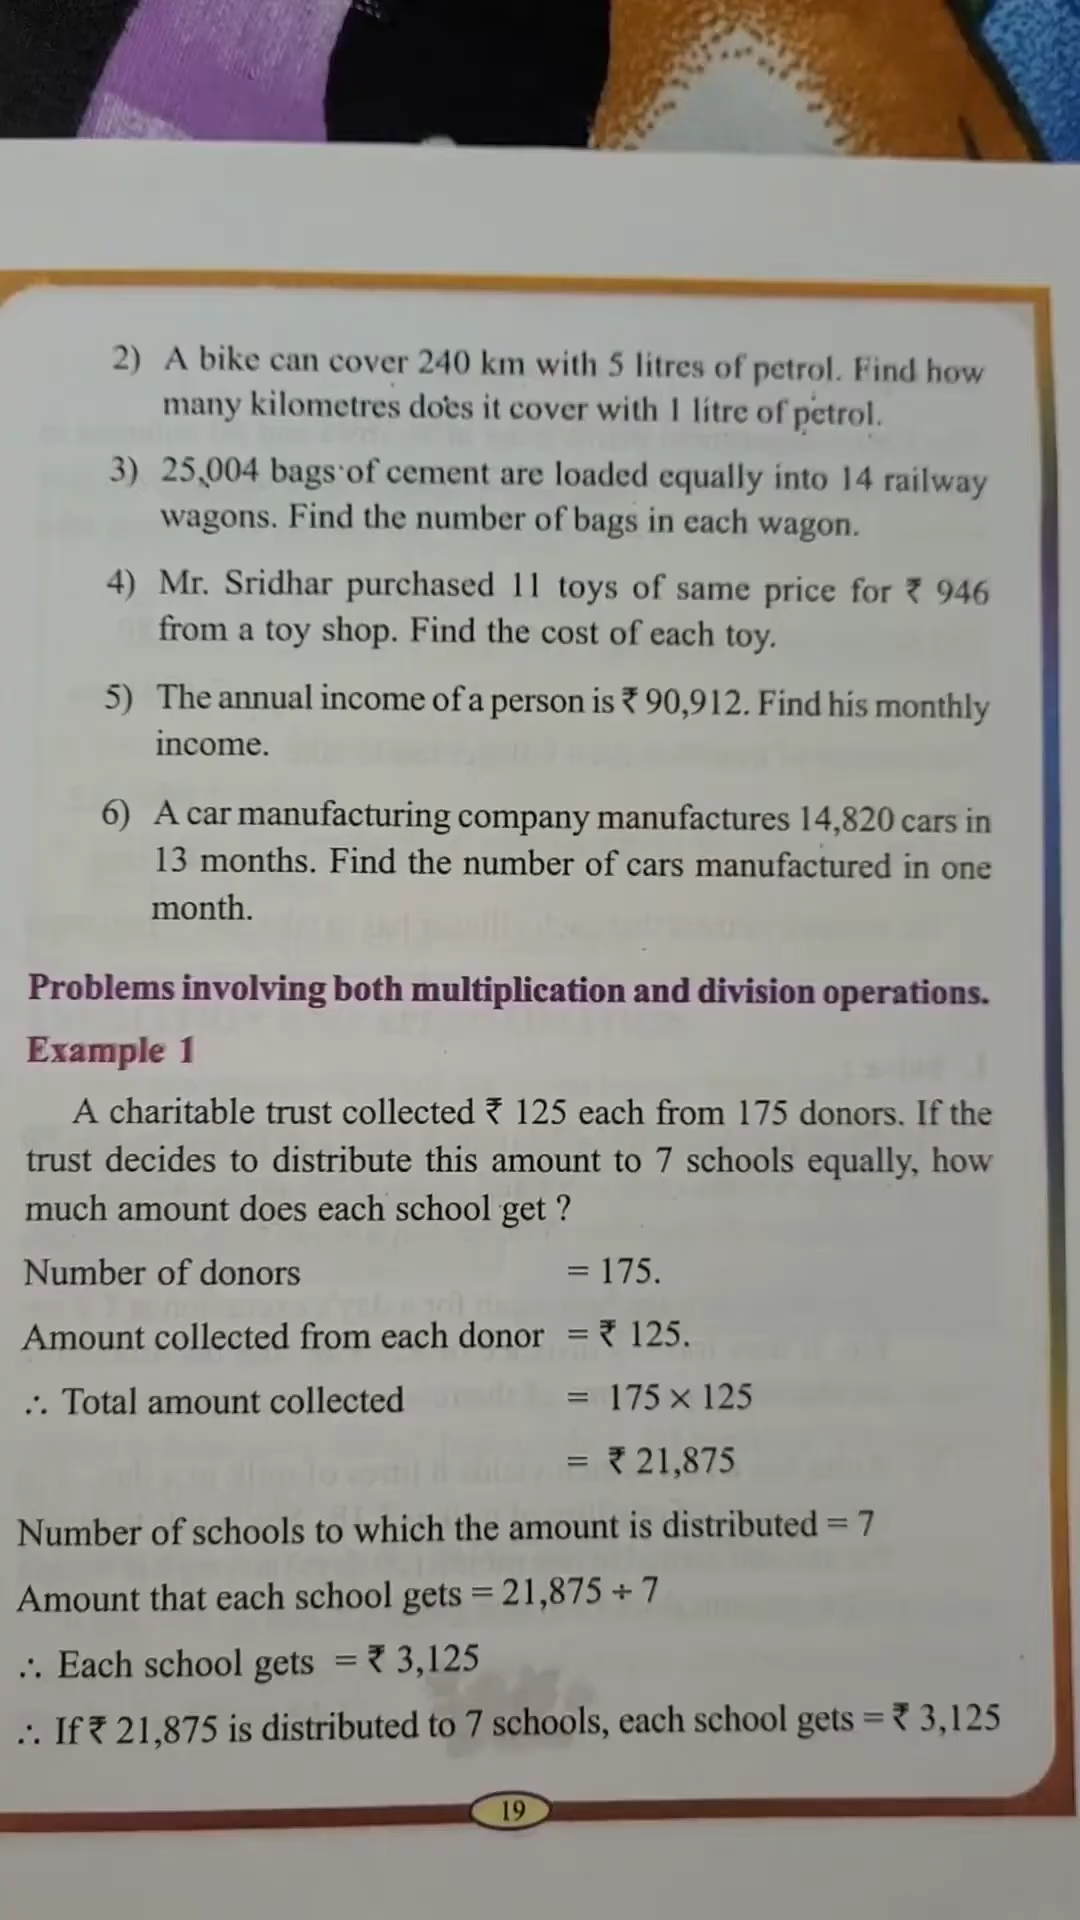 2) A bike can cover 240 km with 5 litres of petrol. Find how
many kilometres does it cover with 1 litre of petrol.
3) 25,004 bags of cement are loaded equally into 14 railway
wagons. Find the number of bags in each wagon.
4) Mr. Sridhar purchased 11 toys of same price for ₹ 946
from a toy shop. Find the cost of each toy.
5) The annual income of a person is ₹ 90,912. Find his monthly
income.
6) A car manufacturing company manufactures 14,820 cars in
13 months. Find the number of cars manufactured in one
month.
Problems involving both multiplication and division operations.
Example 1
A charitable trust collected ₹ 125 each from 175 donors. If the
trust decides to distribute this amount to 7 schools equally, how
much amount does each school get ?
Number of donors = 175.
Amount collected from each donor = ₹ 125.
∴ Total amount collected = 175 × 125
= ₹ 21,875
Number of schools to which the amount is distributed = 7
Amount that each school gets = 21,875 ÷ 7
∴ Each school gets = ₹ 3,125
∴ If ₹ 21,875 is distributed to 7 schools, each school gets = ₹ 3,125
19